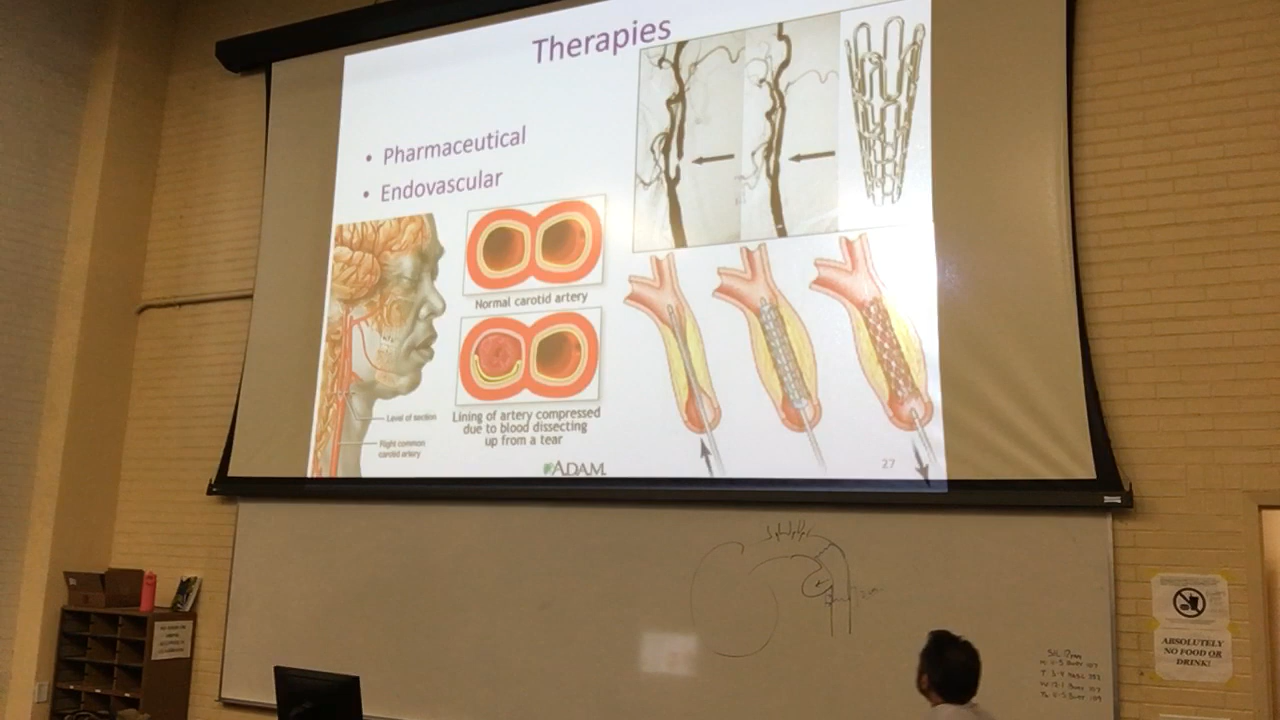 Therapies
• Pharmaceutical
• Endovascular
Normal carotid artery
Lining of artery compressed
due to blood dissecting
up from a tear
Level of section
Right common
carotid artery
ADAM
27
ABSOLUTELY
NO FOOD OR
DRINK!